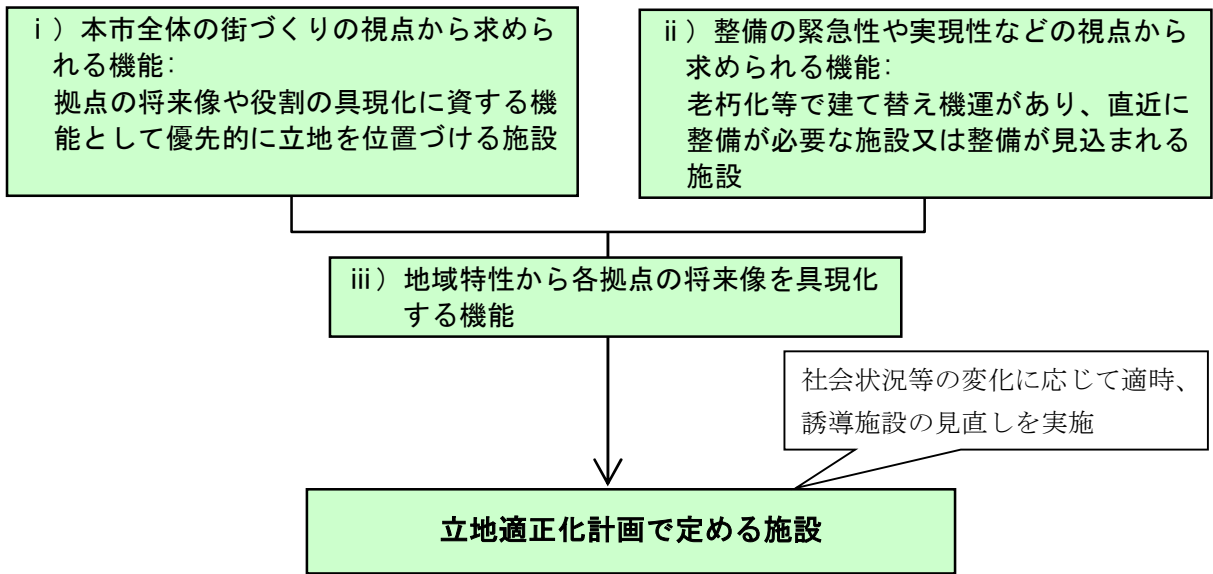 ⅰ）本市全体の街づくりの視点から求めら
れる機能：
拠点の将来像や役割の具現化に資する機
能として優先的に立地を位置づける施設
ⅱ）整備の緊急性や実現性などの視点から
求められる機能：
老朽化等で建て替え機運があり、直近に
整備が必要な施設又は整備が見込まれる
施設
ⅲ）地域特性から各拠点の将来像を具現化
する機能
社会状況等の変化に応じて適時、
誘導施設の見直しを実施
立地適正化計画で定める施設